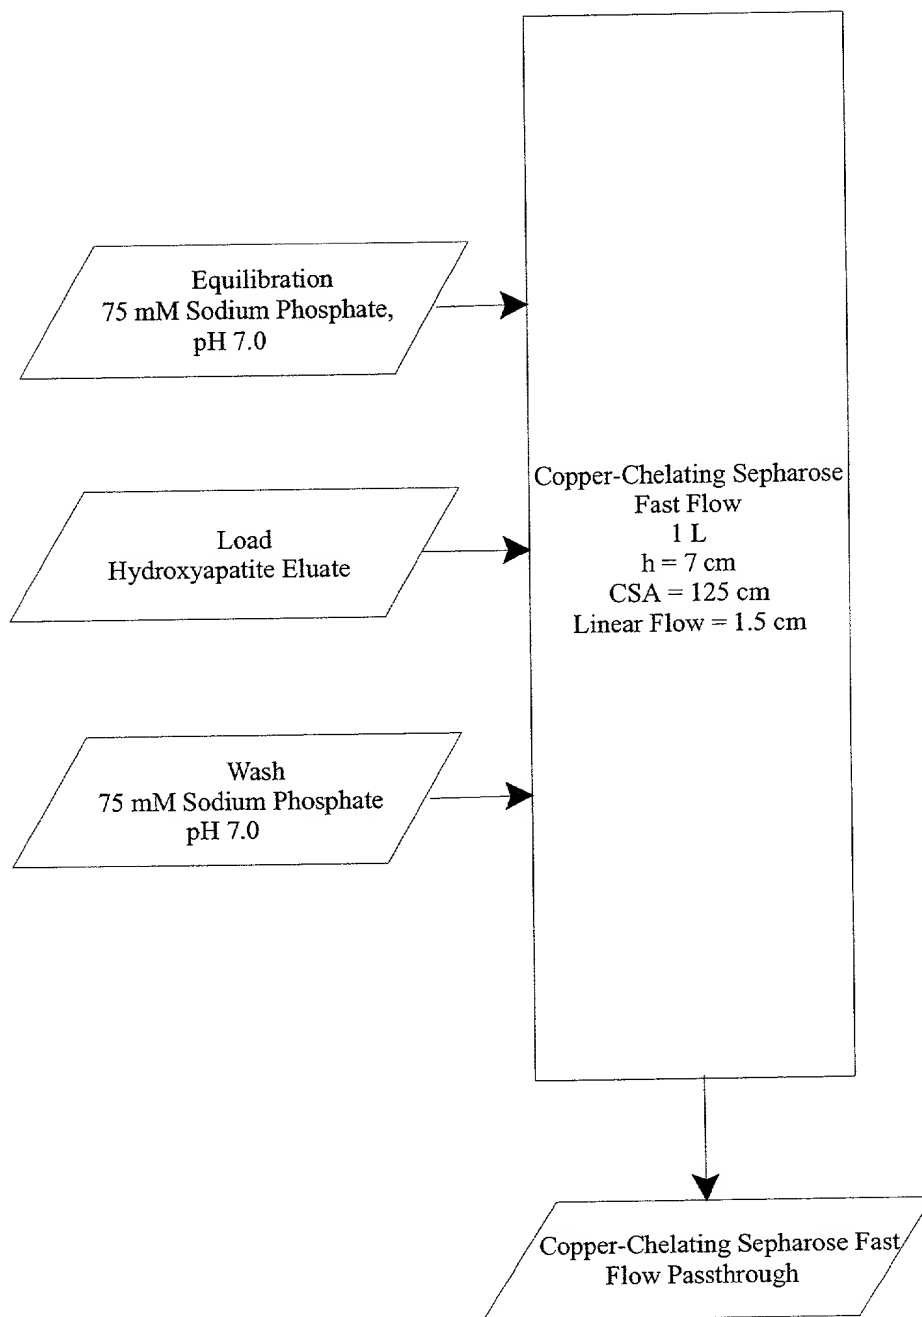 Equilibration
75 mM Sodium Phosphate,
pH 7.0
Load
Hydroxyapatite Eluate
Wash
75 mM Sodium Phosphate
pH 7.0
Copper-Chelating Sepharose
Fast Flow
1 L
h = 7 cm
CSA = 125 cm
Linear Flow = 1.5 cm
Copper-Chelating Sepharose Fast
Flow Passthrough